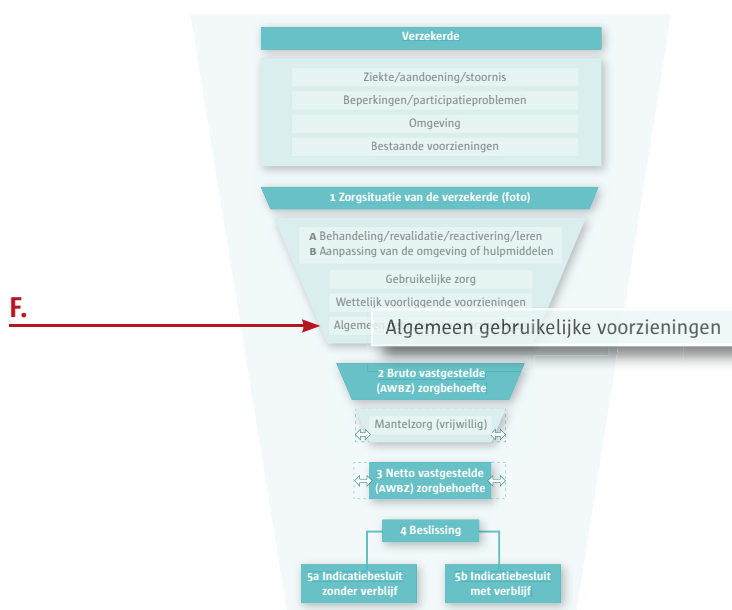 Verzekerde
Ziekte/aandoening/stoornis
Beperkingen/participatieproblemen
Omgeving
Bestaande voorzieningen
1 Zorgsituatie van de verzekerde (foto)
A Behandeling/revalidatie/reactivering/leren
B Aanpassing van de omgeving of hulpmiddelen
Gebruikelijke zorg
Wettelijk voorliggende voorzieningen
F.
Algemeen gebruikelijke voorzieningen
2 Bruto vastgestelde
(AWBZ) zorgbehoefte
Mantelzorg (vrijwillig)
3 Netto vastgestelde
(AWBZ) zorgbehoefte
4 Beslissing
5a Indicatiebesluit
zonder verblijf
5b Indicatiebesluit
met verblijf